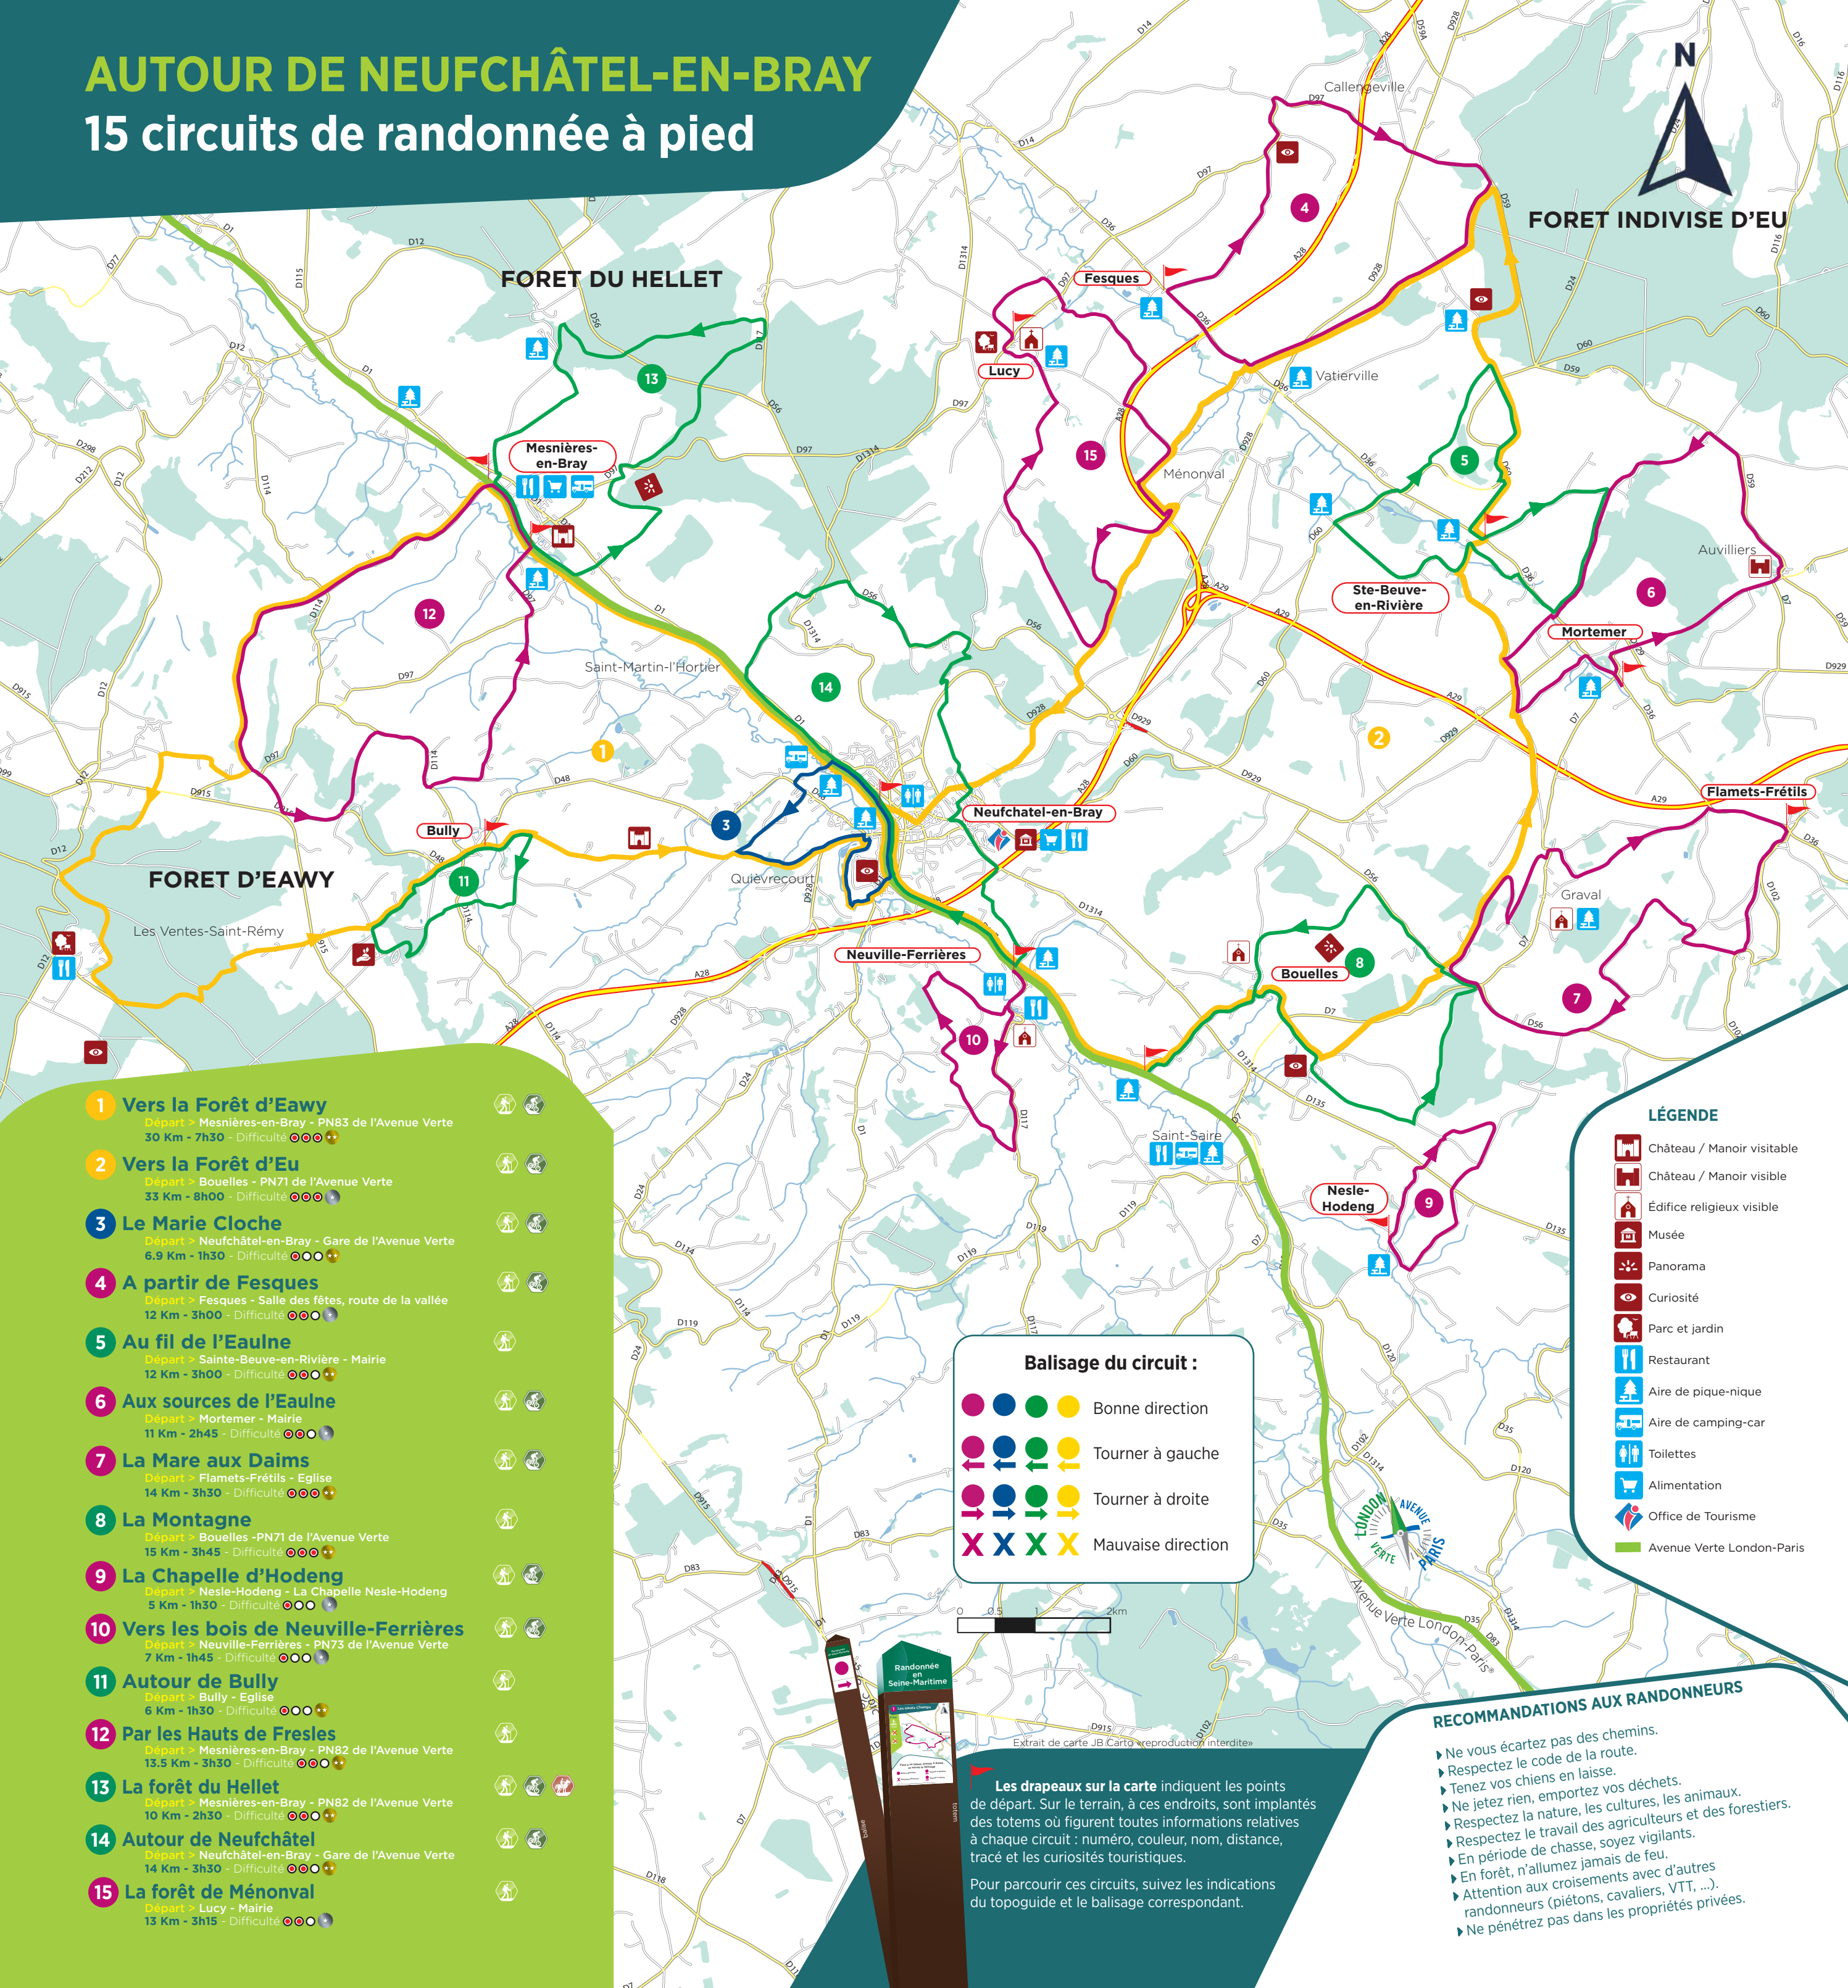 AUTOUR DE NEUFCHÂTEL-EN-BRAY
15 circuits de randonnée à pied
N
FORET INDIVISE D'EU
FORET DU HELLET
FORET D'EAWY
Callengeville
Fesques
Lucy
Vatierville
Ménonval
Mesnières-
en-Bray
Ste-Beuve-
en-Rivière
Auvilliers
Mortemer
Saint-Martin-l'Hortier
Flamets-Frétils
Bully
Neufchatel-en-Bray
Quièvrecourt
Graval
Les Ventes-Saint-Rémy
Neuville-Ferrières
Bouelles
Saint-Saire
Nesle-
Hodeng
1 Vers la Forêt d'Eawy
Départ > Mesnières-en-Bray - PN83 de l'Avenue Verte
30 Km - 7h30 - Difficulté
2 Vers la Forêt d'Eu
Départ > Bouelles - PN71 de l'Avenue Verte
33 Km - 8h00 - Difficulté
3 Le Marie Cloche
Départ > Neufchâtel-en-Bray - Gare de l'Avenue Verte
6.9 Km - 1h30 - Difficulté
4 A partir de Fesques
Départ > Fesques - Salle des fêtes, route de la vallée
12 Km - 3h00 - Difficulté
5 Au fil de l'Eaulne
Départ > Sainte-Beuve-en-Rivière - Mairie
12 Km - 3h00 - Difficulté
6 Aux sources de l'Eaulne
Départ > Mortemer - Mairie
11 Km - 2h45 - Difficulté
7 La Mare aux Daims
Départ > Flamets-Frétils - Eglise
14 Km - 3h30 - Difficulté
8 La Montagne
Départ > Bouelles -PN71 de l'Avenue Verte
15 Km - 3h45 - Difficulté
9 La Chapelle d'Hodeng
Départ > Nesle-Hodeng - La Chapelle Nesle-Hodeng
5 Km - 1h30 - Difficulté
10 Vers les bois de Neuville-Ferrières
Départ > Neuville-Ferrières - PN73 de l'Avenue Verte
7 Km - 1h45 - Difficulté
11 Autour de Bully
Départ > Bully - Eglise
6 Km - 1h30 - Difficulté
12 Par les Hauts de Fresles
Départ > Mesnières-en-Bray - PN82 de l'Avenue Verte
13.5 Km - 3h30 - Difficulté
13 La forêt du Hellet
Départ > Mesnières-en-Bray - PN82 de l'Avenue Verte
10 Km - 2h30 - Difficulté
14 Autour de Neufchâtel
Départ > Neufchâtel-en-Bray - Gare de l'Avenue Verte
14 Km - 3h30 - Difficulté
15 La forêt de Ménonval
Départ > Lucy - Mairie
13 Km - 3h15 - Difficulté
Balisage du circuit :
Bonne direction
Tourner à gauche
Tourner à droite
Mauvaise direction
0 0.5 1 2km
LONDON
AVENUE
VERTE
PARIS
Avenue Verte London-Paris®
LÉGENDE
Château / Manoir visitable
Château / Manoir visible
Édifice religieux visible
Musée
Panorama
Curiosité
Parc et jardin
Restaurant
Aire de pique-nique
Aire de camping-car
Toilettes
Alimentation
Office de Tourisme
Avenue Verte London-Paris
Extrait de carte JB Carto «reproduction interdite»
Randonnée
en
Seine-Maritime
balise
totem
Les drapeaux sur la carte indiquent les points
de départ. Sur le terrain, à ces endroits, sont implantés
des totems où figurent toutes informations relatives
à chaque circuit : numéro, couleur, nom, distance,
tracé et les curiosités touristiques.
Pour parcourir ces circuits, suivez les indications
du topoguide et le balisage correspondant.
RECOMMANDATIONS AUX RANDONNEURS
Ne vous écartez pas des chemins.
Respectez le code de la route.
Tenez vos chiens en laisse.
Ne jetez rien, emportez vos déchets.
Respectez la nature, les cultures, les animaux.
Respectez le travail des agriculteurs et des forestiers.
En période de chasse, soyez vigilants.
En forêt, n'allumez jamais de feu.
Attention aux croisements avec d'autres
randonneurs (piétons, cavaliers, VTT, ...).
Ne pénétrez pas dans les propriétés privées.